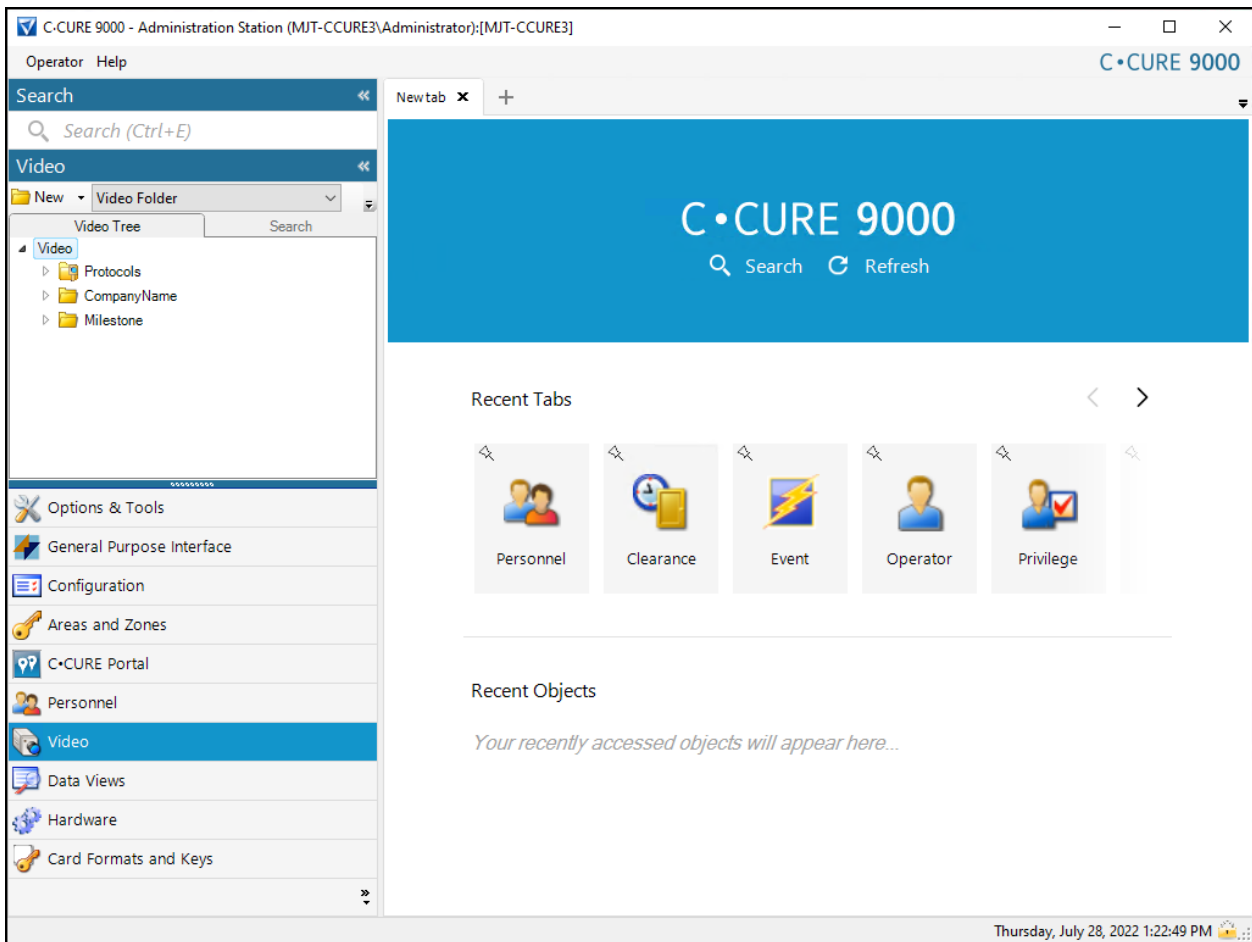 C•CURE 9000 - Administration Station (MJT-CCURE3\Administrator):[MJT-CCURE3]
Operator Help
C•CURE 9000
Search
Search (Ctrl+E)
Video
New
Video Folder
Video Tree
Search
Video
Protocols
CompanyName
Milestone
Options & Tools
General Purpose Interface
Configuration
Areas and Zones
C•CURE Portal
Personnel
Video
Data Views
Hardware
Card Formats and Keys
New tab
C•CURE 9000
Search Refresh
Recent Tabs
Personnel Clearance Event Operator Privilege
Recent Objects
Your recently accessed objects will appear here...
Thursday, July 28, 2022 1:22:49 PM